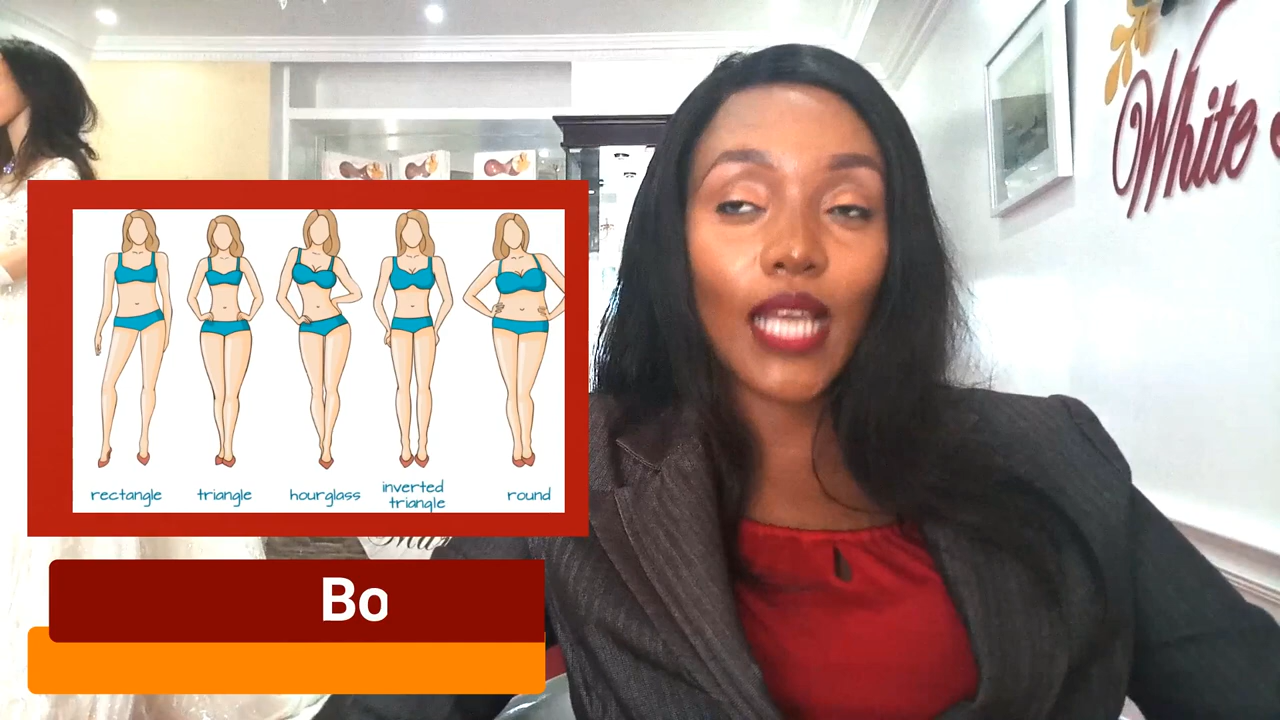 White
rectangle
triangle
hourglass
inverted
triangle
round
Bo